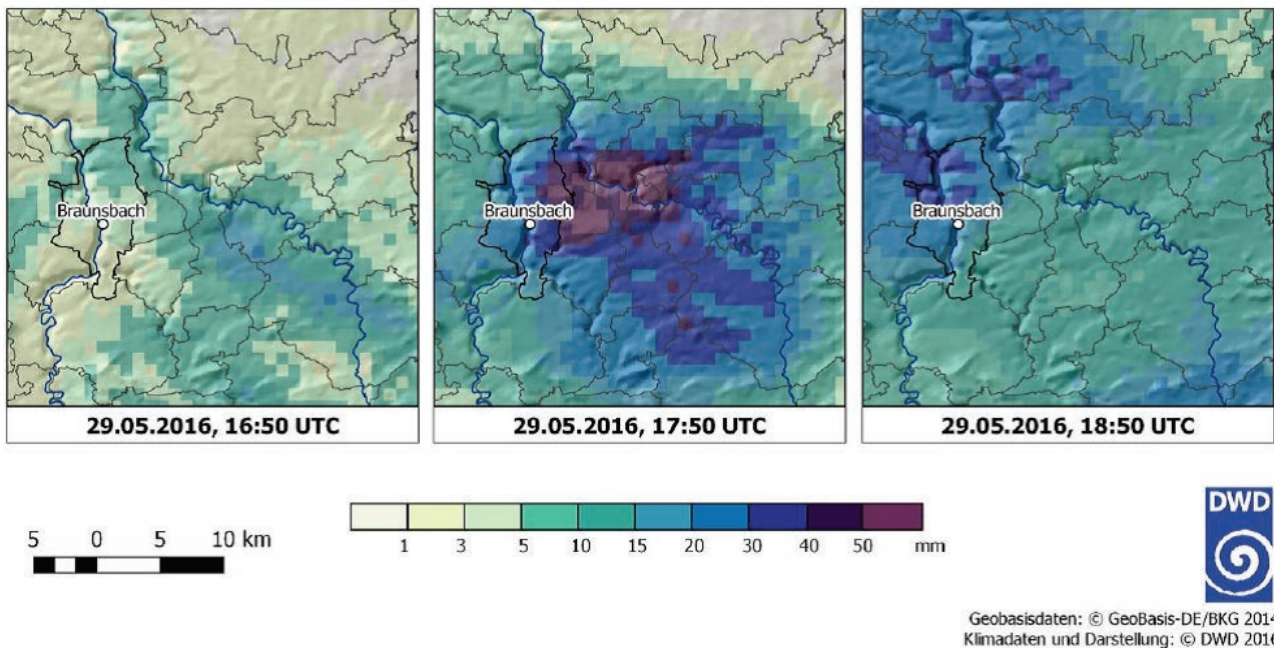 Braunsbach
Braunsbach
Braunsbach
29.05.2016, 16:50 UTC
29.05.2016, 17:50 UTC
29.05.2016, 18:50 UTC
5 0 5 10 km
1 3 5 10 15 20 30 40 50 mm
DWD
Geobasisdaten: © GeoBasis-DE/BKG 2014
Klimadaten und Darstellung: © DWD 2016